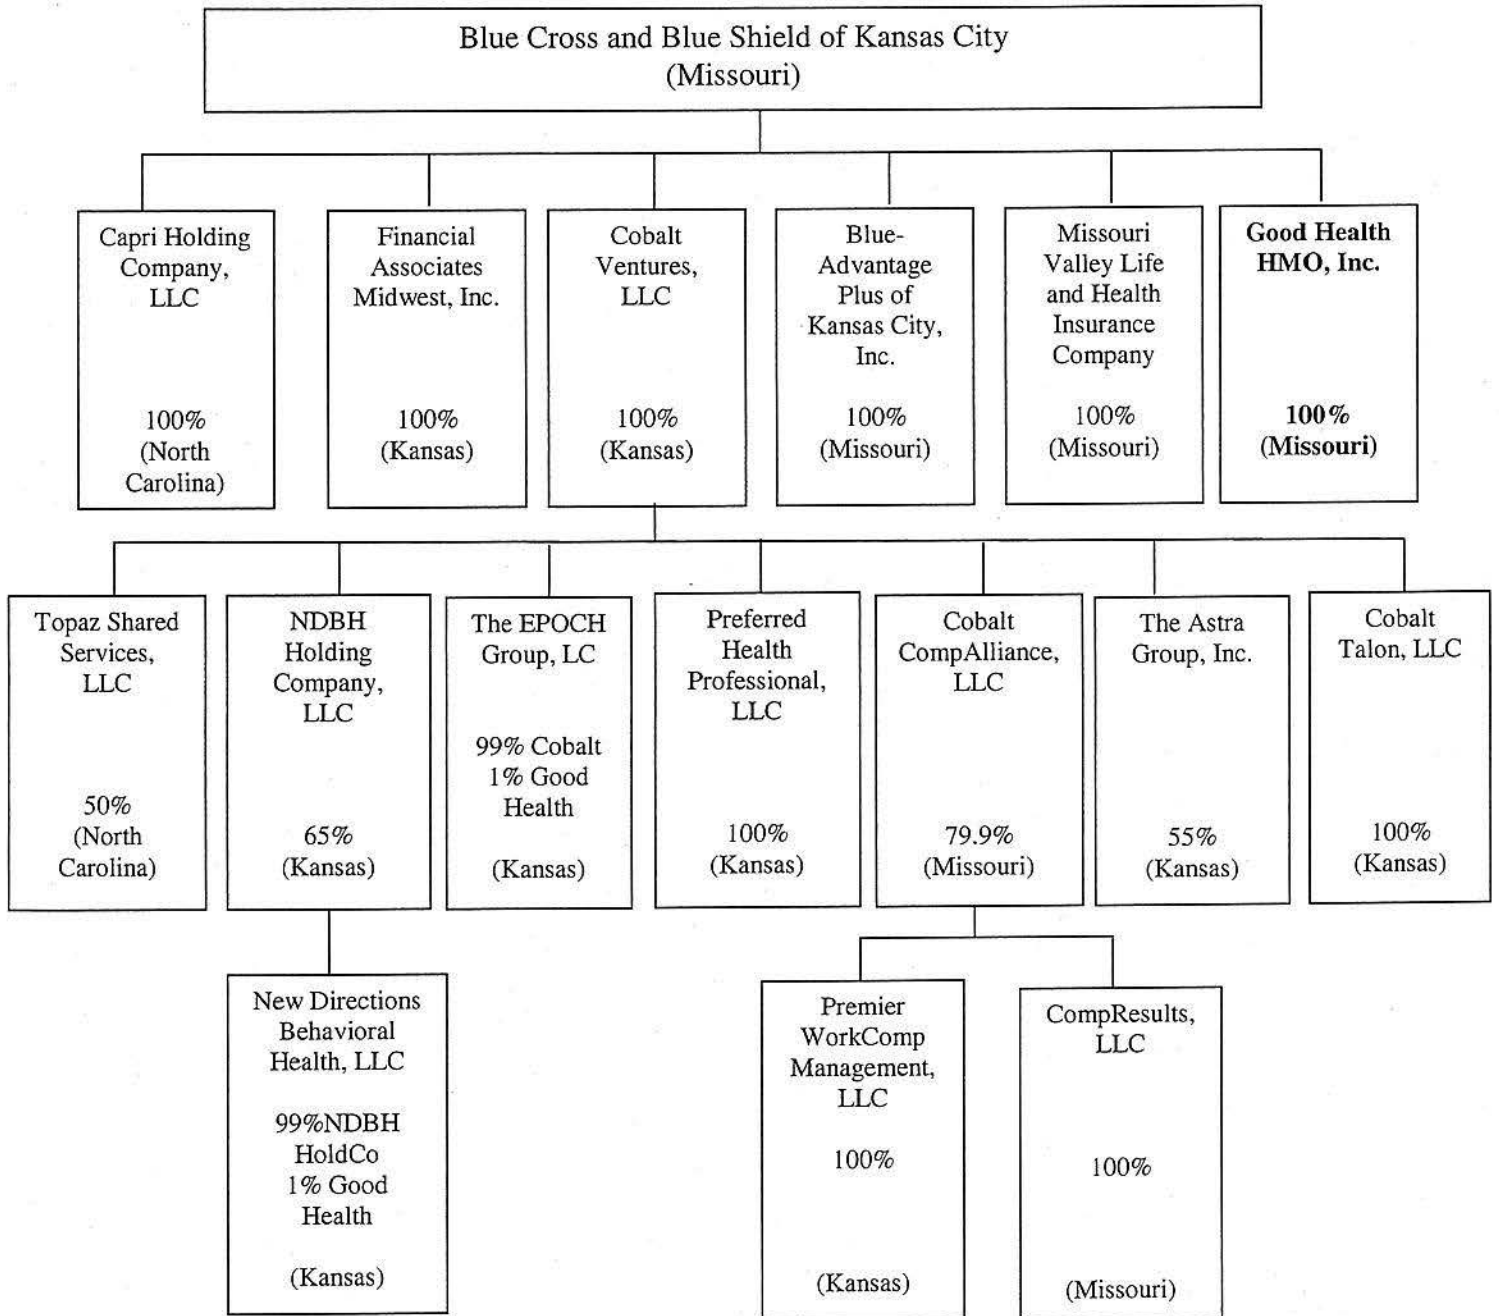 Blue Cross and Blue Shield of Kansas City
(Missouri)
Capri Holding
Company,
LLC
100%
(North
Carolina)
Financial
Associates
Midwest, Inc.
100%
(Kansas)
Cobalt
Ventures,
LLC
100%
(Kansas)
Blue-
Advantage
Plus of
Kansas City,
Inc.
100%
(Missouri)
Missouri
Valley Life
and Health
Insurance
Company
100%
(Missouri)
Good Health
HMO, Inc.
100%
(Missouri)
Topaz Shared
Services,
LLC
50%
(North
Carolina)
NDBH
Holding
Company,
LLC
65%
(Kansas)
The EPOCH
Group, LC
99% Cobalt
1% Good
Health
(Kansas)
Preferred
Health
Professional,
LLC
100%
(Kansas)
Cobalt
CompAlliance,
LLC
79.9%
(Missouri)
The Astra
Group, Inc.
55%
(Kansas)
Cobalt
Talon, LLC
100%
(Kansas)
New Directions
Behavioral
Health, LLC
99%NDBH
HoldCo
1% Good
Health
(Kansas)
Premier
WorkComp
Management,
LLC
100%
(Kansas)
CompResults,
LLC
100%
(Missouri)